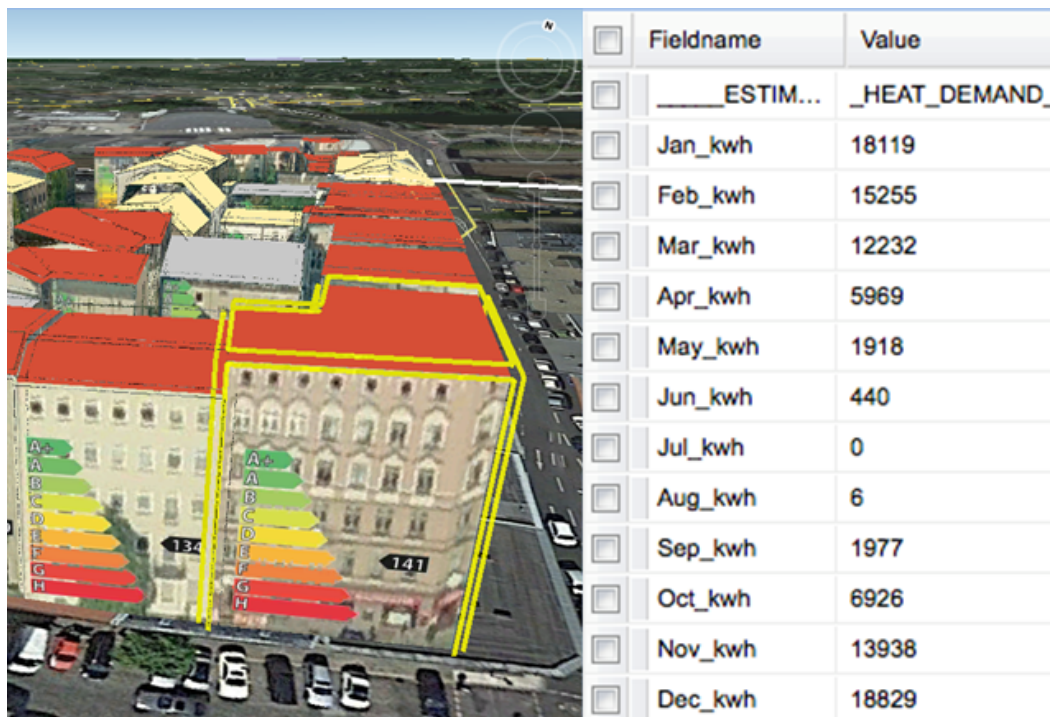 N
A+
A
B
C
D
E
F
G
H
134
A+
A
B
C
D
E
F
G
H
141
Fieldname Value
_____ESTIM... _HEAT_DEMAND_
Jan_kwh 18119
Feb_kwh 15255
Mar_kwh 12232
Apr_kwh 5969
May_kwh 1918
Jun_kwh 440
Jul_kwh 0
Aug_kwh 6
Sep_kwh 1977
Oct_kwh 6926
Nov_kwh 13938
Dec_kwh 18829